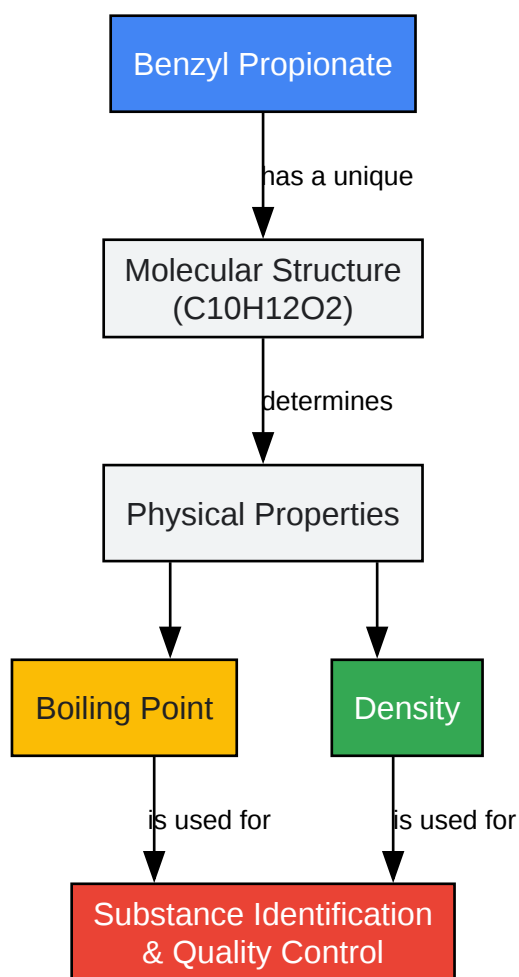 Benzyl Propionate
has a unique
Molecular Structure
(C10H12O2)
determines
Physical Properties
Boiling Point
Density
is used for
is used for
Substance Identification
& Quality Control